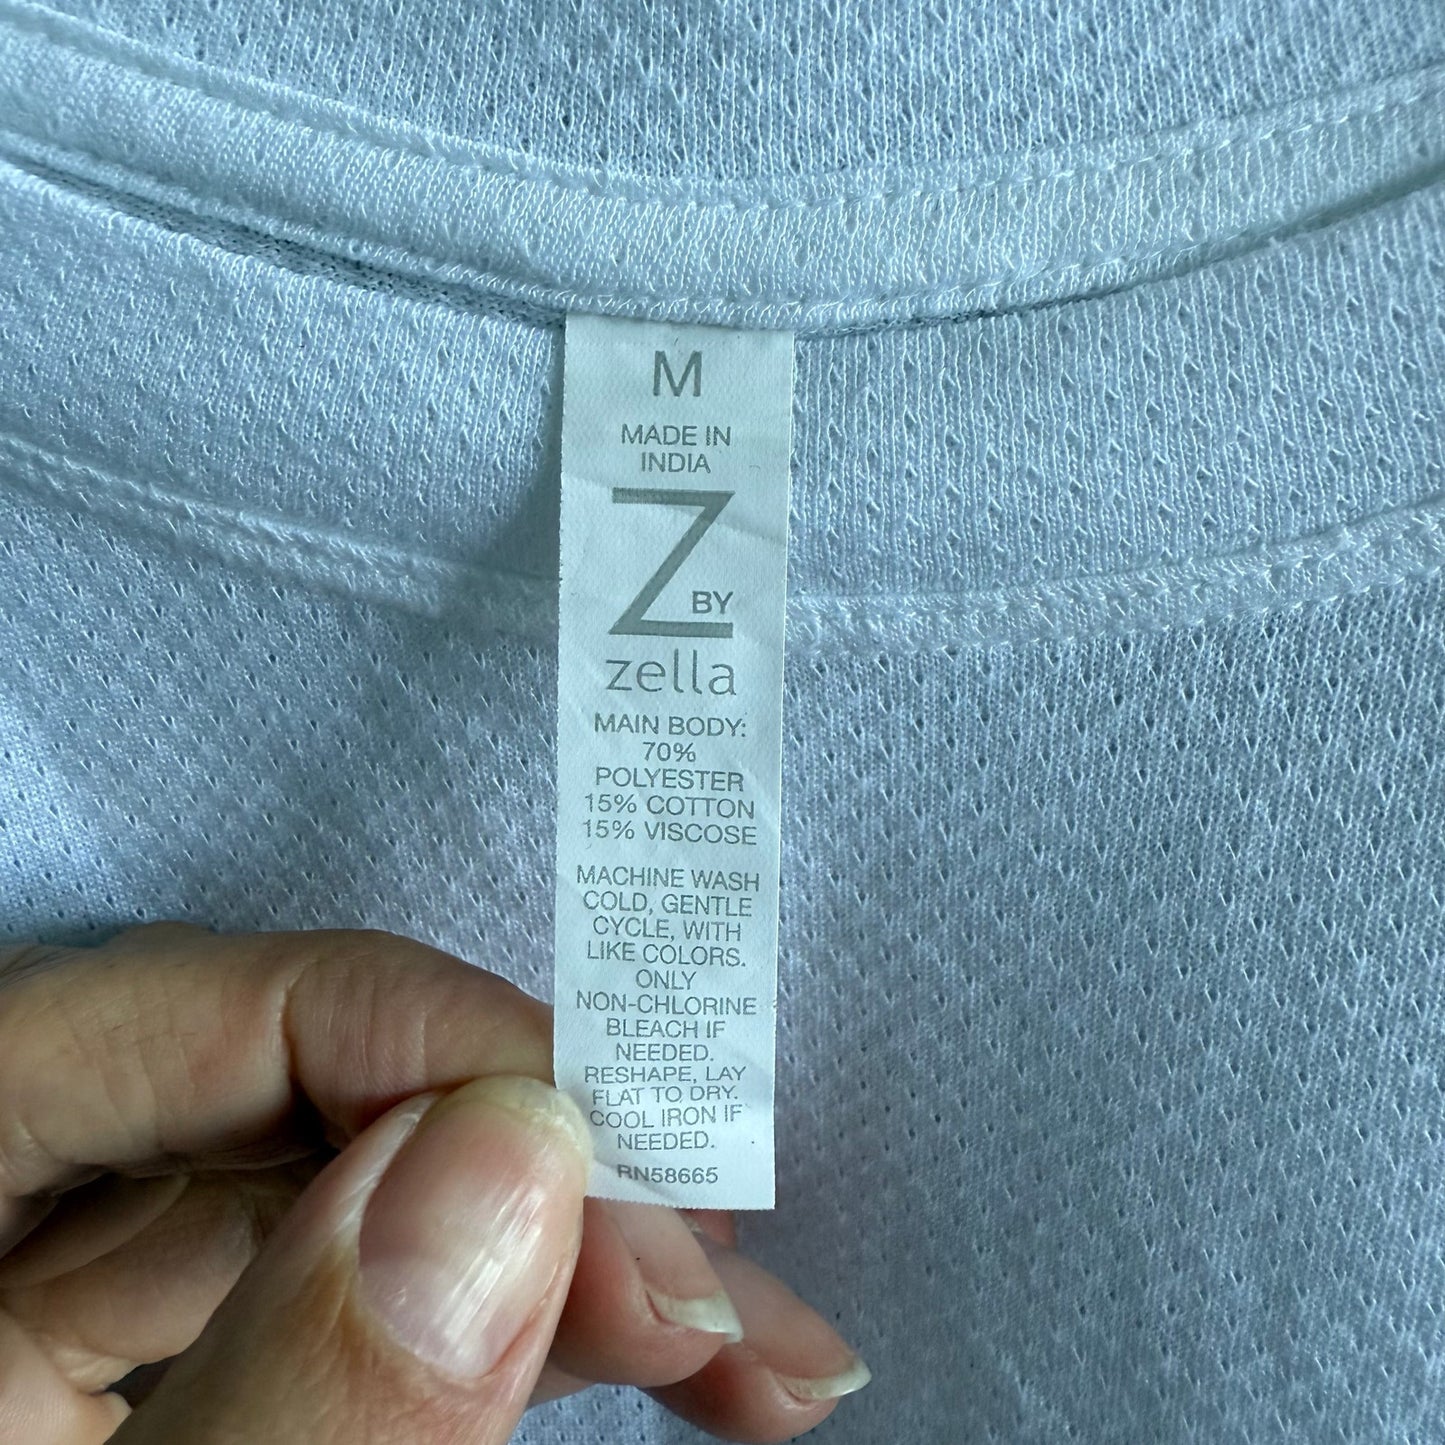 M
MADE IN
INDIA
Z BY
zella
MAIN BODY:
70%
POLYESTER
15% COTTON
15% VISCOSE
MACHINE WASH
COLD, GENTLE
CYCLE, WITH
LIKE COLORS.
ONLY
NON-CHLORINE
BLEACH IF
NEEDED.
RESHAPE, LAY
FLAT TO DRY.
COOL IRON IF
NEEDED.
RN58665